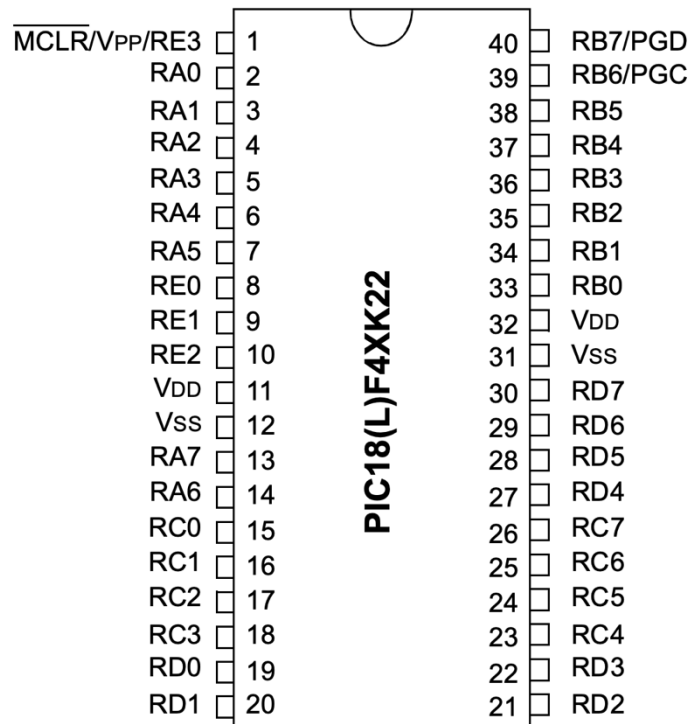 MCLR/VPP/RE3 1 40 RB7/PGD
RA0 2 39 RB6/PGC
RA1 3 38 RB5
RA2 4 37 RB4
RA3 5 36 RB3
RA4 6 35 RB2
RA5 7 34 RB1
RE0 8 33 RB0
RE1 9 32 VDD
RE2 10 31 VSS
VDD 11 30 RD7
VSS 12 29 RD6
RA7 13 28 RD5
RA6 14 27 RD4
RC0 15 26 RC7
RC1 16 25 RC6
RC2 17 24 RC5
RC3 18 23 RC4
RD0 19 22 RD3
RD1 20 21 RD2
PIC18(L)F4XK22